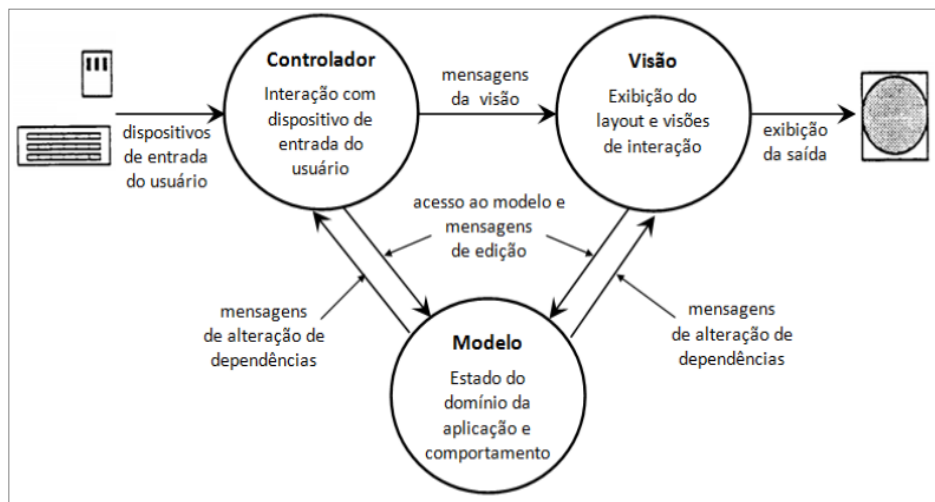 Controlador
Interação com
dispositivo de
entrada do
usuário
mensagens
da visão
Visão
Exibição do
layout e visões
de interação
dispositivos
de entrada
do usuário
exibição
da saída
acesso ao modelo e
mensagens
de edição
mensagens
de alteração de
dependências
mensagens
de alteração de
dependências
Modelo
Estado do
domínio da
aplicação e
comportamento